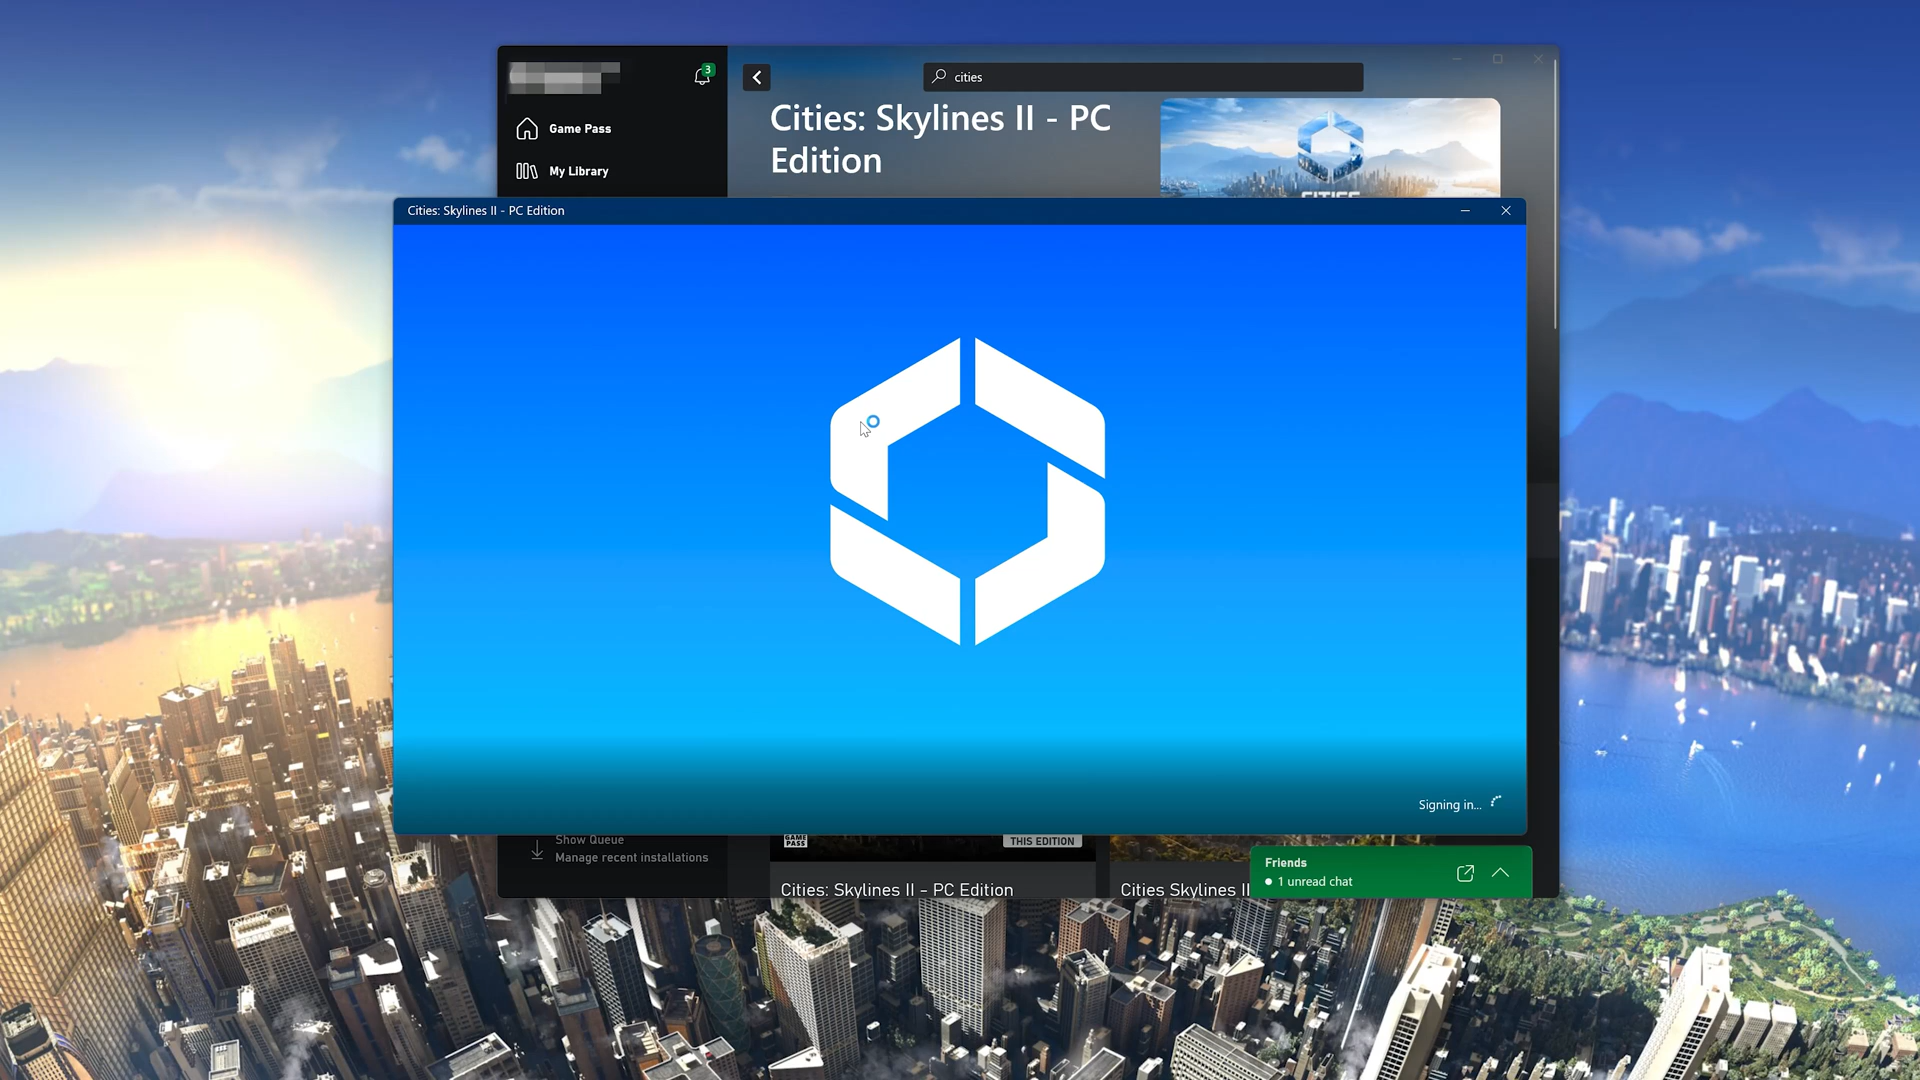 3
cities
Game Pass
My Library
Cities: Skylines II - PC
Edition
Cities: Skylines II - PC Edition
Signing in...
Show Queue
Manage recent installations
GAME
PASS
THIS EDITION
Cities: Skylines II - PC Edition
Cities Skylines II
Friends
1 unread chat